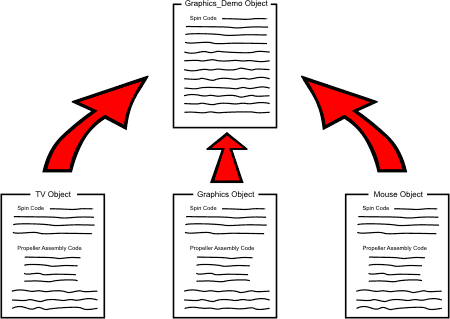 Graphics_Demo Object
Spin Code
TV Object
Spin Code
Propeller Assembly Code
Graphics Object
Spin Code
Propeller Assembly Code
Mouse Object
Spin Code
Propeller Assembly Code